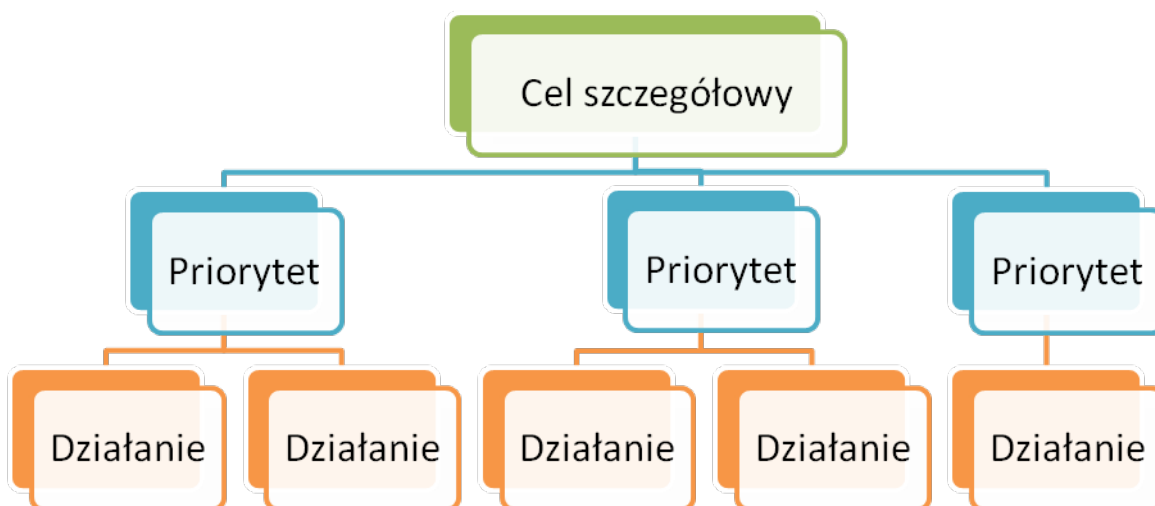 Cel szczegółowy
Priorytet
Priorytet
Priorytet
Działanie
Działanie
Działanie
Działanie
Działanie